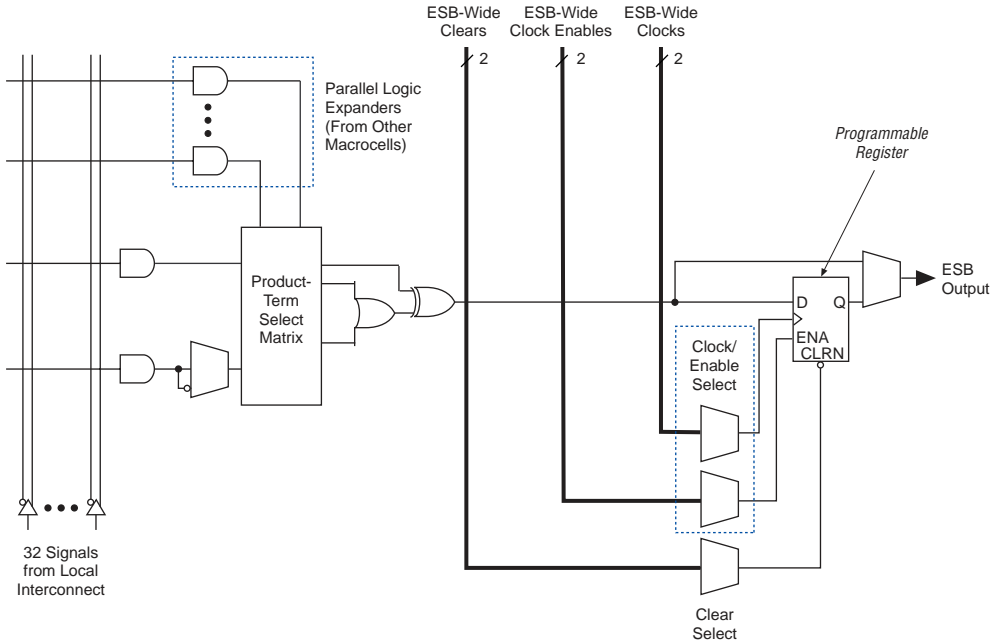 ESB-Wide
Clears
ESB-Wide
Clock Enables
ESB-Wide
Clocks
2
2
2
Parallel Logic
Expanders
(From Other
Macrocells)
Programmable
Register
Product-
Term
Select
Matrix
ESB
Output
D
Q
ENA
CLRN
Clock/
Enable
Select
32 Signals
from Local
Interconnect
Clear
Select